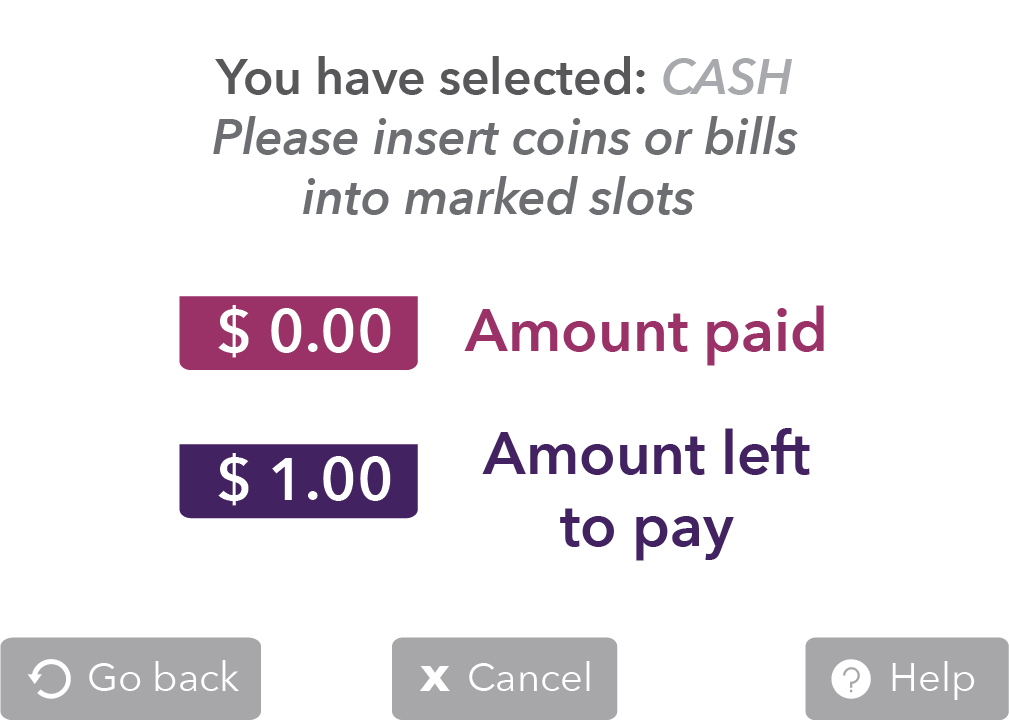 You have selected: CASH
Please insert coins or bills
into marked slots
$ 0.00 Amount paid
$ 1.00 Amount left
to pay
Go back x Cancel ? Help